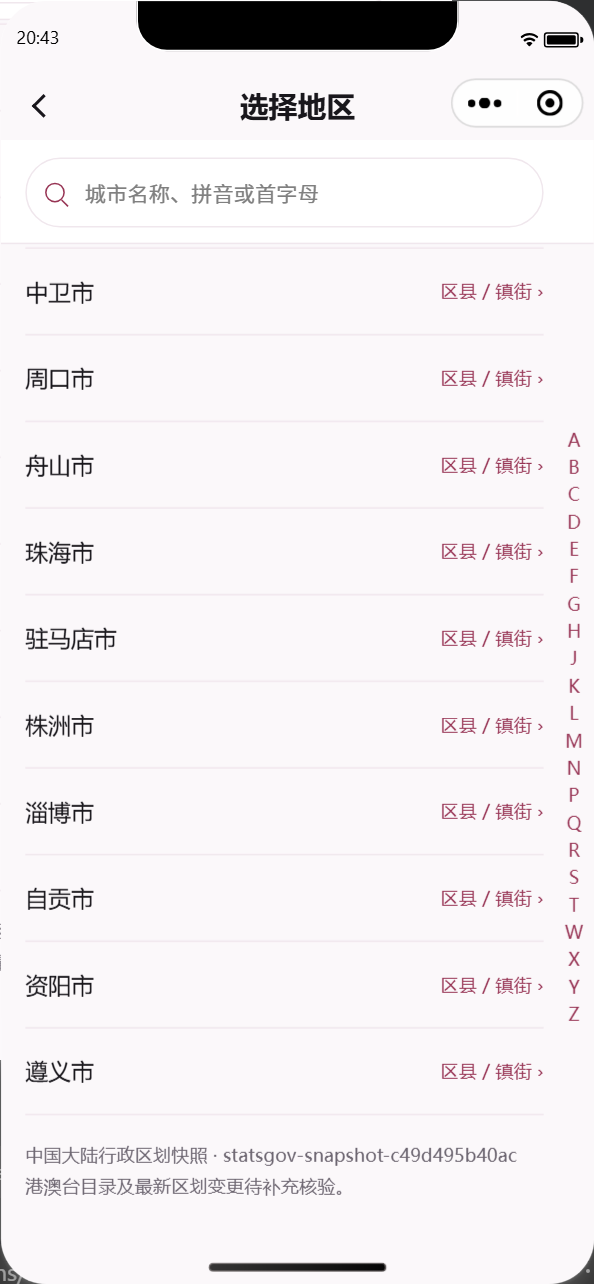 20:43
选择地区
城市名称、拼音或首字母
中卫市 区县 / 镇街 ›
周口市 区县 / 镇街 ›
舟山市 区县 / 镇街 ›
珠海市 区县 / 镇街 ›
驻马店市 区县 / 镇街 ›
株洲市 区县 / 镇街 ›
淄博市 区县 / 镇街 ›
自贡市 区县 / 镇街 ›
资阳市 区县 / 镇街 ›
遵义市 区县 / 镇街 ›
A
B
C
D
E
F
G
H
J
K
L
M
N
P
Q
R
S
T
W
X
Y
Z
中国大陆行政区划快照 · statsgov-snapshot-c49d495b40ac
港澳台目录及最新区划变更待补充核验。